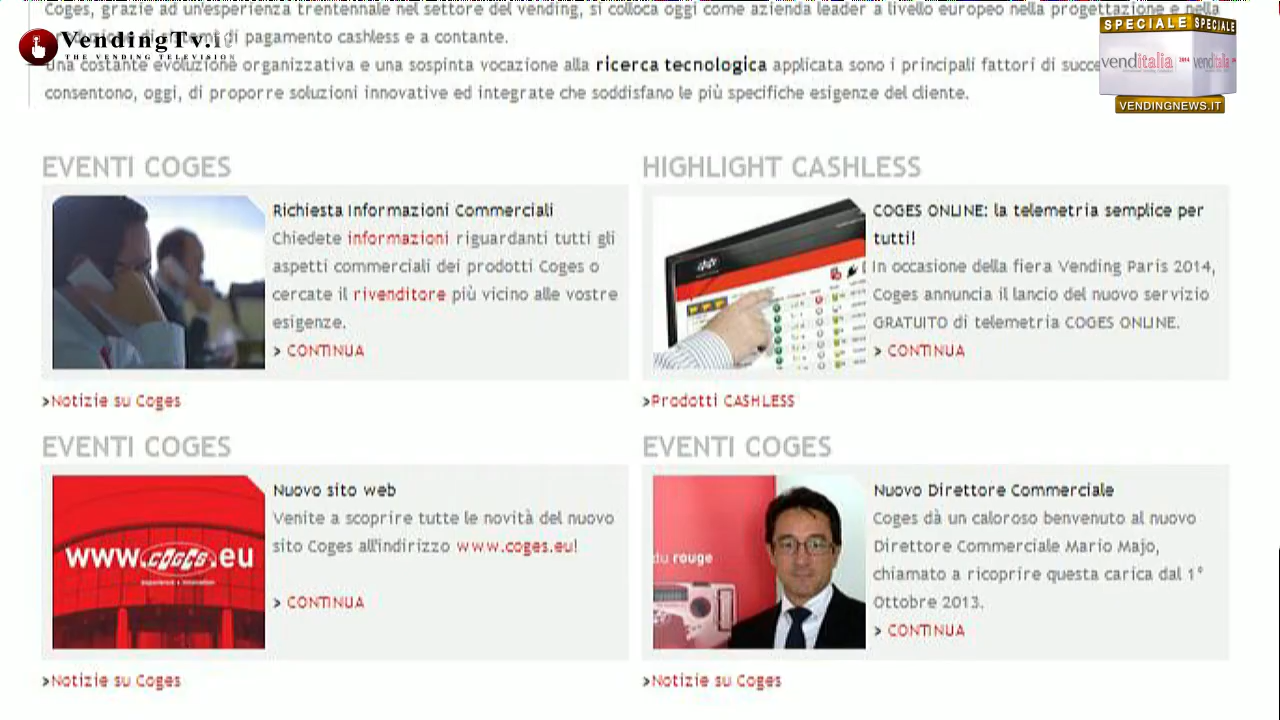 Coges, grazie ad un'esperienza trentennale nel settore del vending, si colloca oggi come azienda leader a livello europeo nella progettazione e nella
di pagamento cashless e a contante.
Una costante evoluzione organizzativa e una sospinta vocazione alla ricerca tecnologica applicata sono i principali fattori di
consentono, oggi, di proporre soluzioni innovative ed integrate che soddisfano le più specifiche esigenze del cliente.
VendingTv.it
THE VENDING TELEVISION
SPECIALE SPECIALE
venditalia 2014 venditalia
VENDINGNEWS.IT
EVENTI COGES
Richiesta Informazioni Commerciali
Chiedete informazioni riguardanti tutti gli
aspetti commerciali dei prodotti Coges o
cercate il rivenditore più vicino alle vostre
esigenze.
> CONTINUA
>Notizie su Coges
HIGHLIGHT CASHLESS
COGES ONLINE: la telemetria semplice per
tutti!
In occasione della fiera Vending Paris 2014,
Coges annuncia il lancio del nuovo servizio
GRATUITO di telemetria COGES ONLINE.
> CONTINUA
>Prodotti CASHLESS
EVENTI COGES
www.coges.eu
Nuovo sito web
Venite a scoprire tutte le novità del nuovo
sito Coges all'indirizzo www.coges.eu!
> CONTINUA
>Notizie su Coges
EVENTI COGES
du rouge
Nuovo Direttore Commerciale
Coges dà un caloroso benvenuto al nuovo
Direttore Commerciale Mario Majo,
chiamato a ricoprire questa carica dal 1°
Ottobre 2013.
> CONTINUA
>Notizie su Coges